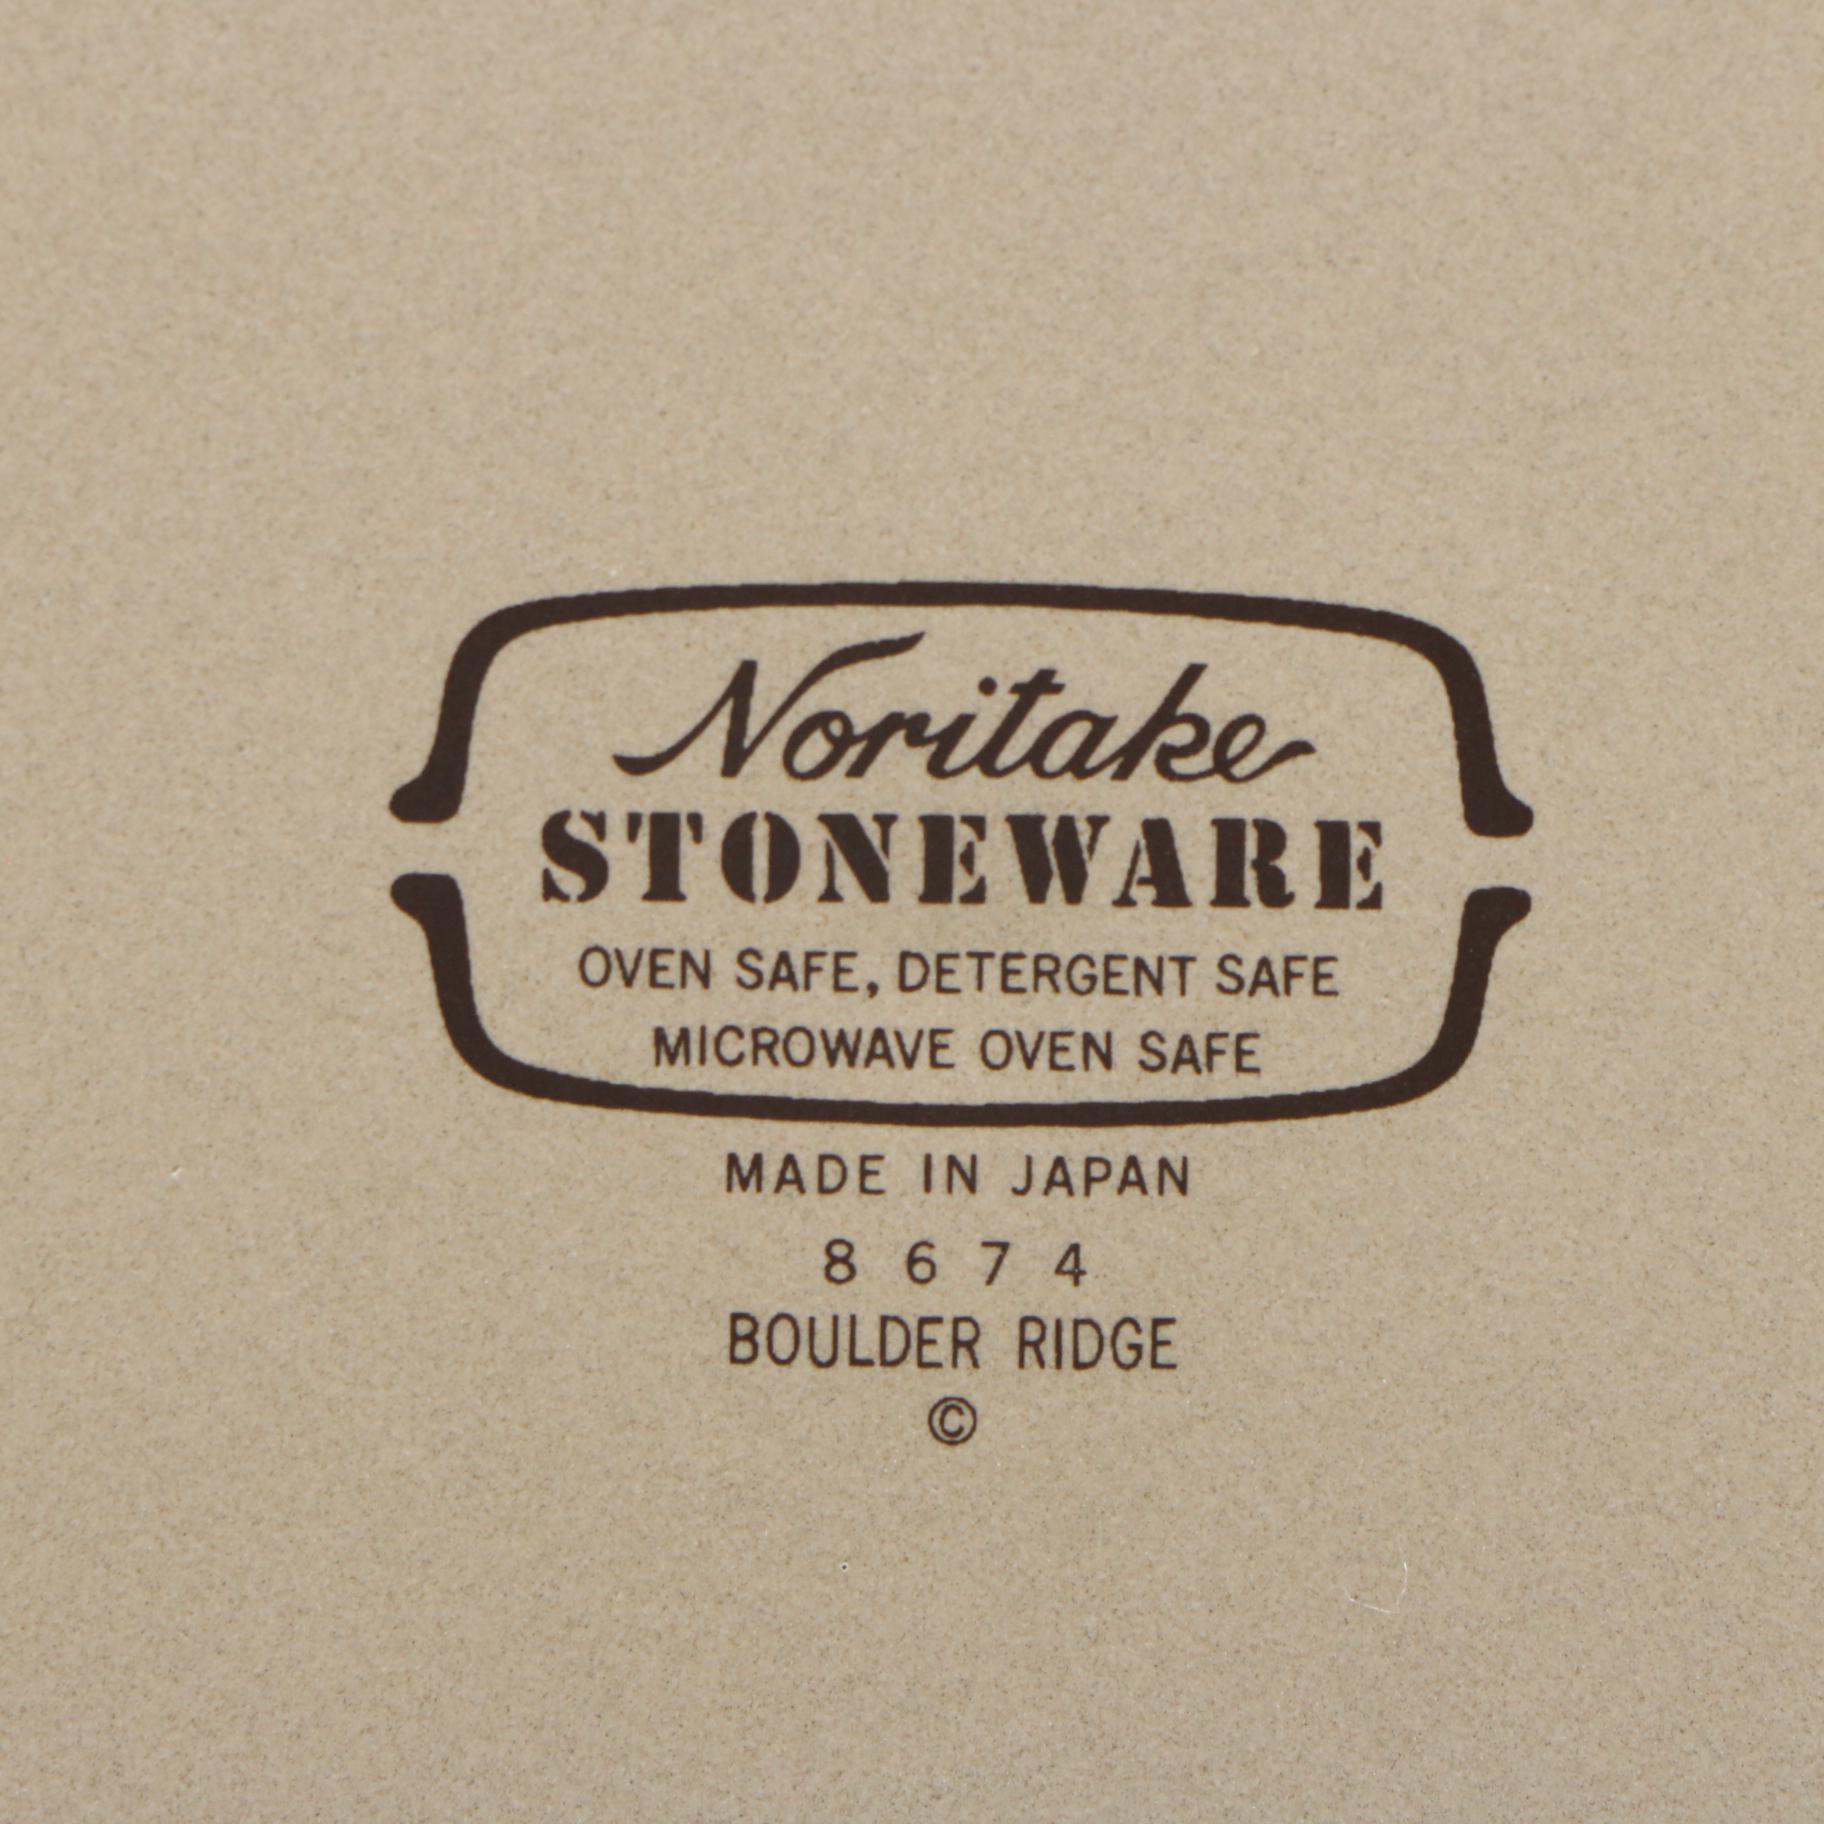 Noritake
STONEWARE
OVEN SAFE, DETERGENT SAFE
MICROWAVE OVEN SAFE
MADE IN JAPAN
8 6 7 4
BOULDER RIDGE
©